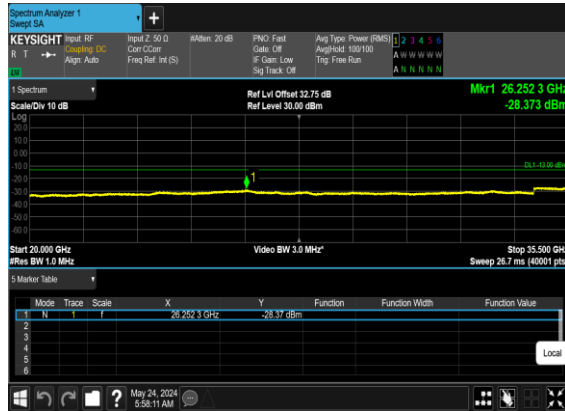 Spectrum Analyzer 1
Swept SA
+
KEYSIGHT
R T
LW
Input: RF
Coupling: DC
Align: Auto
Input Z: 50 Ω
Corr CCorr
Freq Ref: Int (S)
#Atten: 20 dB
PNO: Fast
Gate: Off
IF Gain: Low
Sig Track: Off
Avg Type: Power (RMS)
Avg|Hold: 100/100
Trig: Free Run
1 2 3 4 5 6
A W W W W W
A N N N N N
1 Spectrum
Scale/Div 10 dB
Ref Lvl Offset 32.75 dB
Ref Level 30.00 dBm
Mkr1 26.252 3 GHz
-28.373 dBm
Log
20.0
10.0
0.00
-10.0
-20.0
-30.0
-40.0
-50.0
-60.0
1
DL1 -13.00 dBm
Start 20.000 GHz
#Res BW 1.0 MHz
Video BW 3.0 MHz*
Stop 35.500 GHz
Sweep 26.7 ms (40001 pts)
5 Marker Table
Mode Trace Scale X Y Function Function Width Function Value
1 N 1 f 26.252 3 GHz -28.37 dBm
2
3
4
5
6
Local
?
May 24, 2024
5:58:11 AM